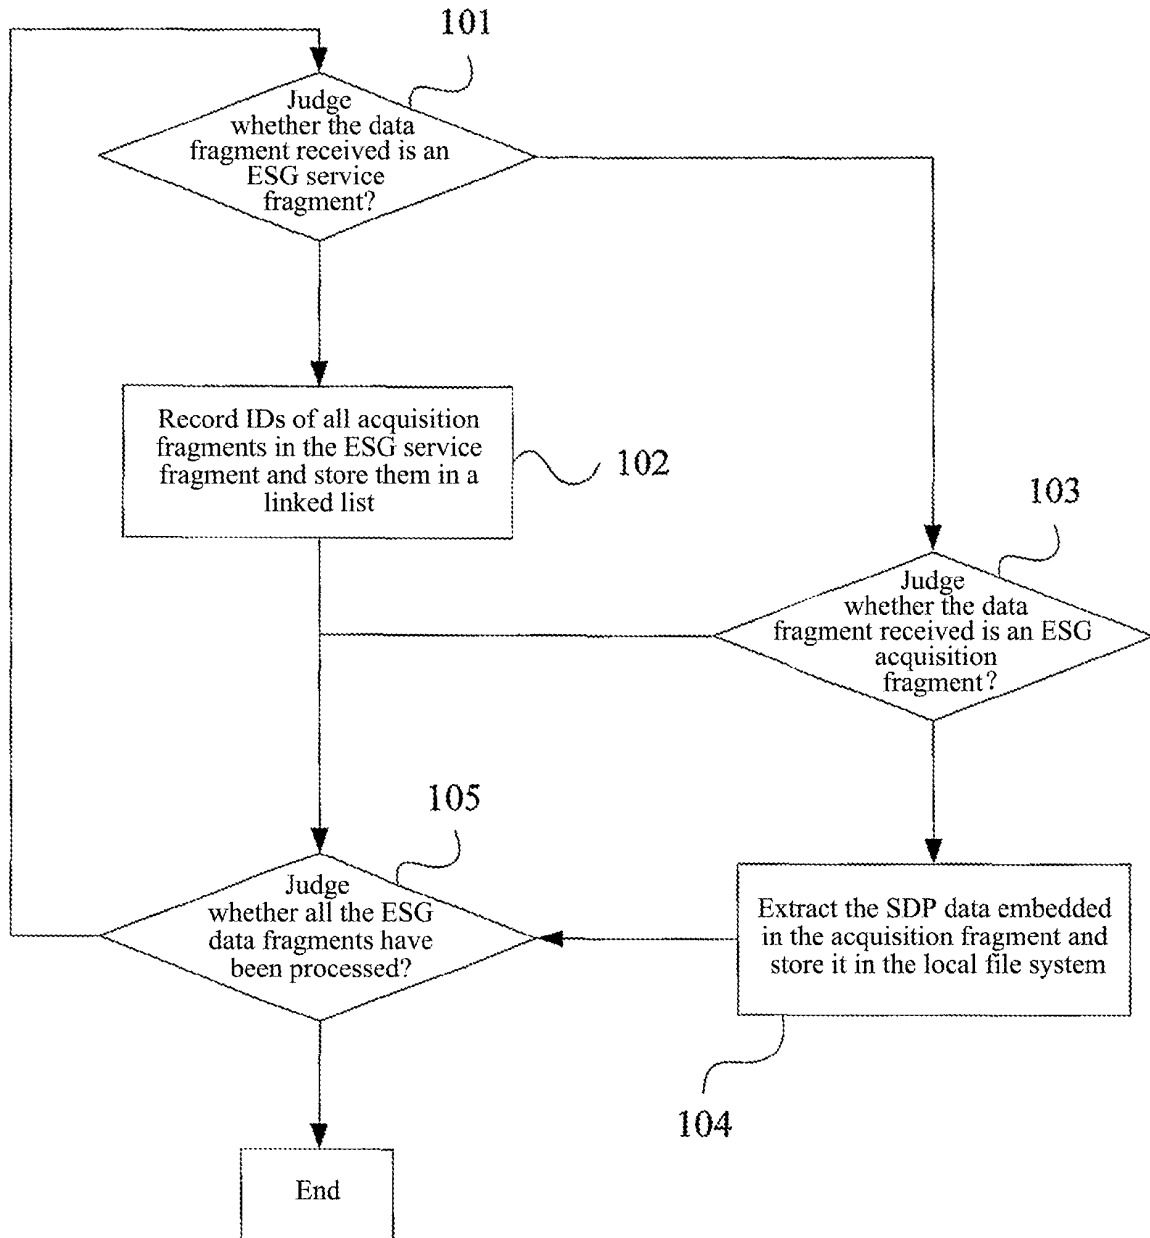 101
Judge
whether the data
fragment received is an
ESG service
fragment?
Record IDs of all acquisition
fragments in the ESG service
fragment and store them in a
linked list
102
103
Judge
whether the data
fragment received is an ESG
acquisition
fragment?
105
Judge
whether all the ESG
data fragments have
been processed?
Extract the SDP data embedded
in the acquisition fragment and
store it in the local file system
104
End